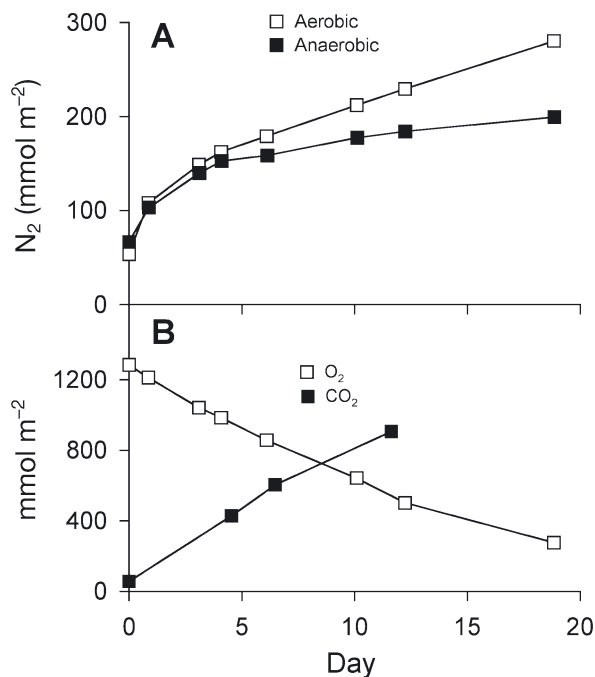 300
A
Aerobic
Anaerobic
200
N₂ (mmol m⁻²)
100
0
B
1200
O₂
CO₂
mmol m⁻²
800
400
0
0 5 10 15 20
Day